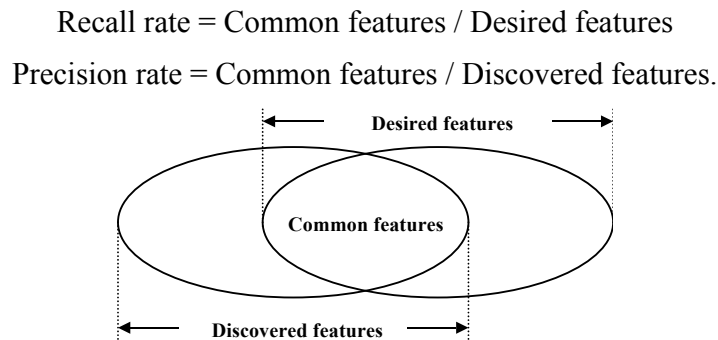 Recall rate = Common features / Desired features
Precision rate = Common features / Discovered features.
Desired features
Common features
Discovered features